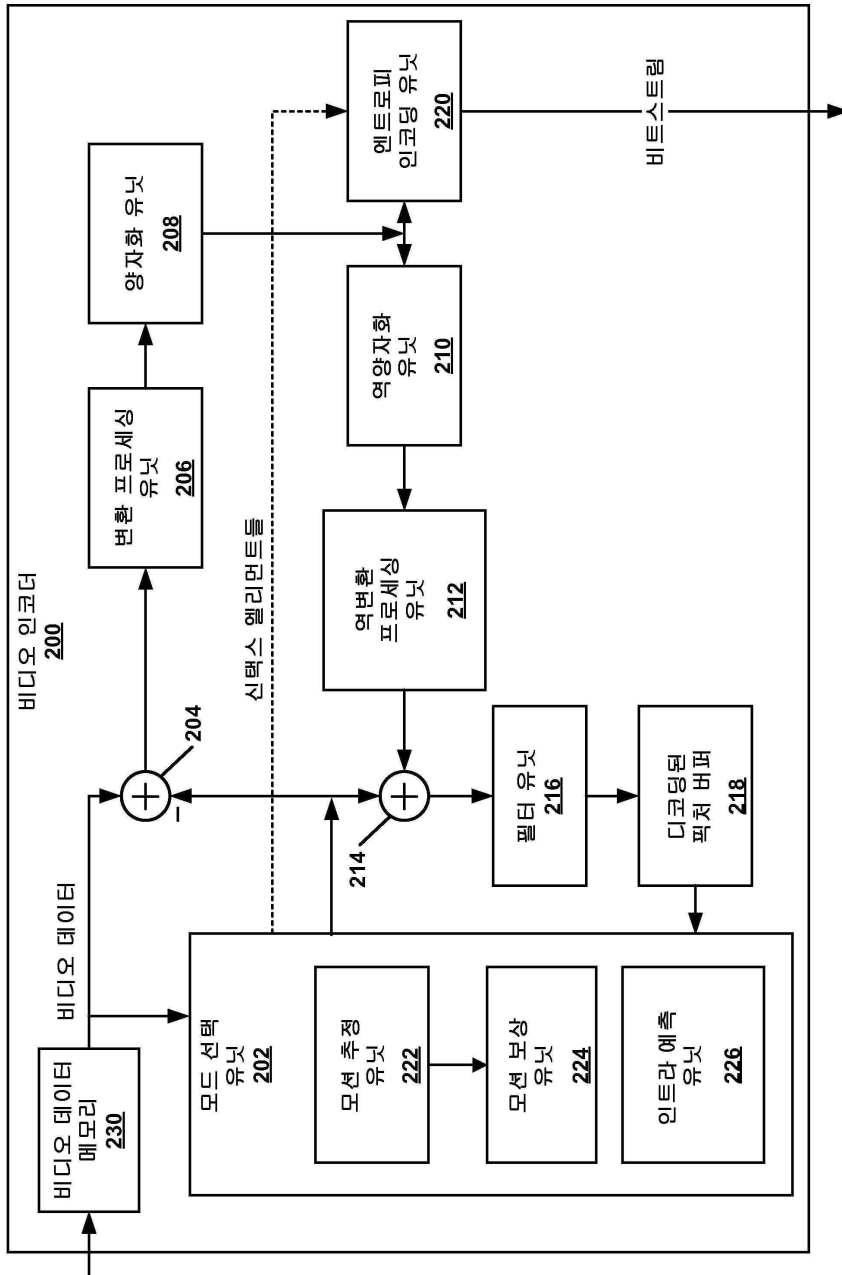 비디오 인코더
200
비디오 데이터
메모리
230
비디오 데이터
204
-
변환 프로세싱
유닛
206
양자화 유닛
208
신택스 엘리먼트들
모드 선택
유닛
202
모션 추정
유닛
222
모션 보상
유닛
224
인트라 예측
유닛
226
214
역변환
프로세싱
유닛
212
역양자화
유닛
210
엔트로피
인코딩 유닛
220
필터 유닛
216
디코딩된
픽처 버퍼
218
비트스트림